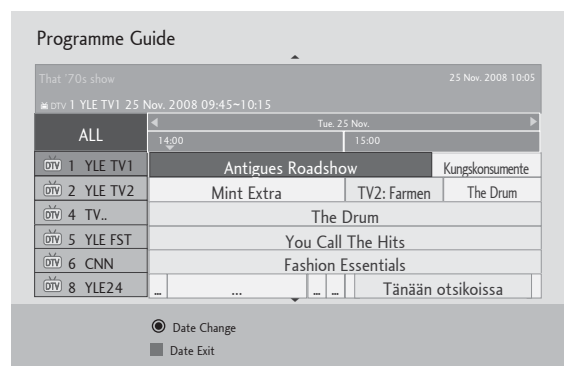 Programme Guide
That '70s show
25 Nov. 2008 10:05
DTV 1 YLE TV1 25 Nov. 2008 09:45~10:15
ALL
Tue. 25 Nov.
14:00 15:00
DTV 1 YLE TV1 Antigues Roadshow Kungskonsumente
DTV 2 YLE TV2 Mint Extra TV2: Farmen The Drum
DTV 4 TV.. The Drum
DTV 5 YLE FST You Call The Hits
DTV 6 CNN Fashion Essentials
DTV 8 YLE24 ... ... ... ... Tänään otsikoissa
Date Change
Date Exit